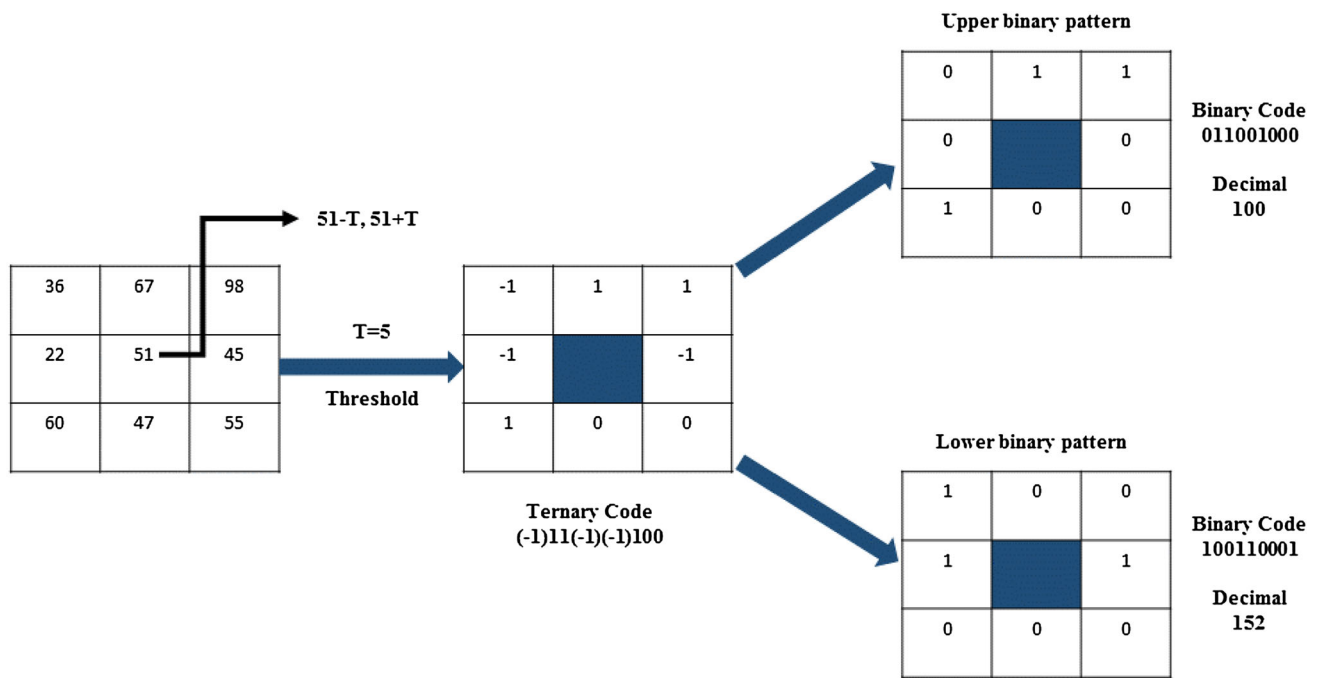 Upper binary pattern
0 1 1
0 0
1 0 0
Binary Code
011001000
Decimal
100
51-T, 51+T
36 67 98
22 51 45
60 47 55
T=5
Threshold
-1 1 1
-1 -1
1 0 0
Ternary Code
(-1)11(-1)(-1)100
Lower binary pattern
1 0 0
1 1
0 0 0
Binary Code
100110001
Decimal
152